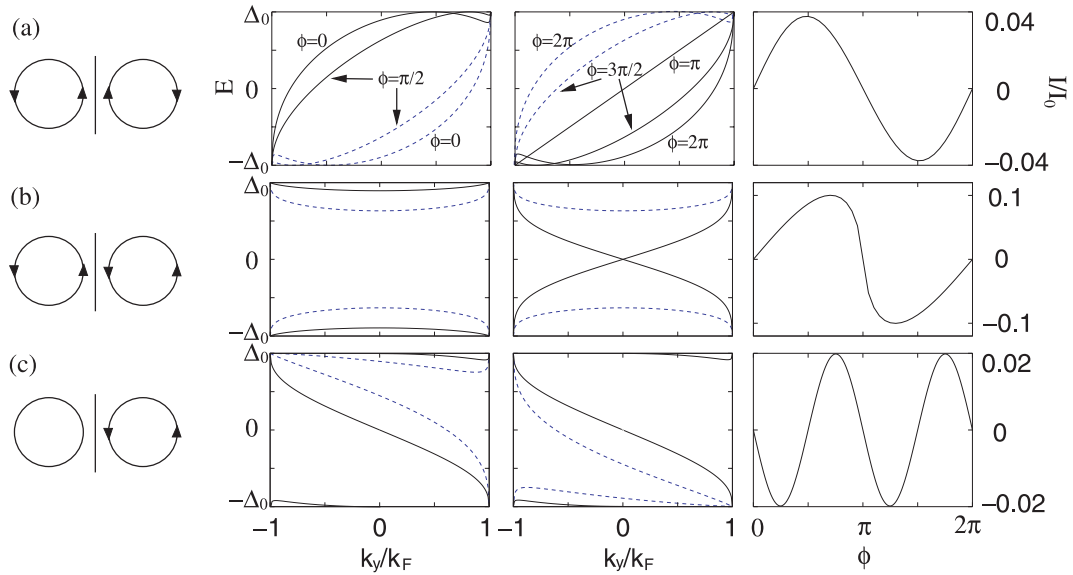 (a)
Δ₀
E
0
−Δ₀
ϕ=0
ϕ=π/2
ϕ=0
ϕ=2π
ϕ=π
ϕ=3π/2
ϕ=2π
0.04
0
−0.04
I/I₀
(b)
Δ₀
0
−Δ₀
0.1
0
−0.1
(c)
Δ₀
0
−Δ₀
0.02
0
−0.02
−1 0 1
k_y/k_F
−1 0 1
k_y/k_F
0 π 2π
ϕ